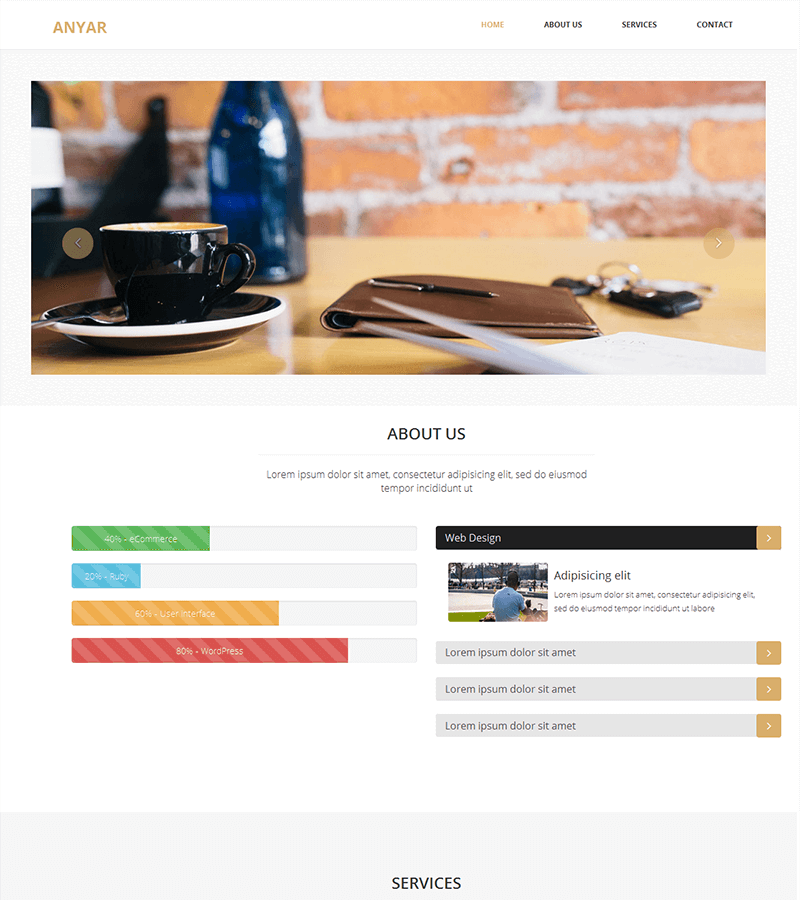 ANYAR
HOME ABOUT US SERVICES CONTACT
ABOUT US
Lorem ipsum dolor sit amet, consectetur adipisicing elit, sed do eiusmod
tempor incididunt ut
40% - eCommerce
20% - Ruby
60% - User Interface
80% - WordPress
Web Design
Adipisicing elit
Lorem ipsum dolor sit amet, consectetur adipisicing elit,
sed do eiusmod tempor incididunt ut labore
Lorem ipsum dolor sit amet
Lorem ipsum dolor sit amet
Lorem ipsum dolor sit amet
SERVICES